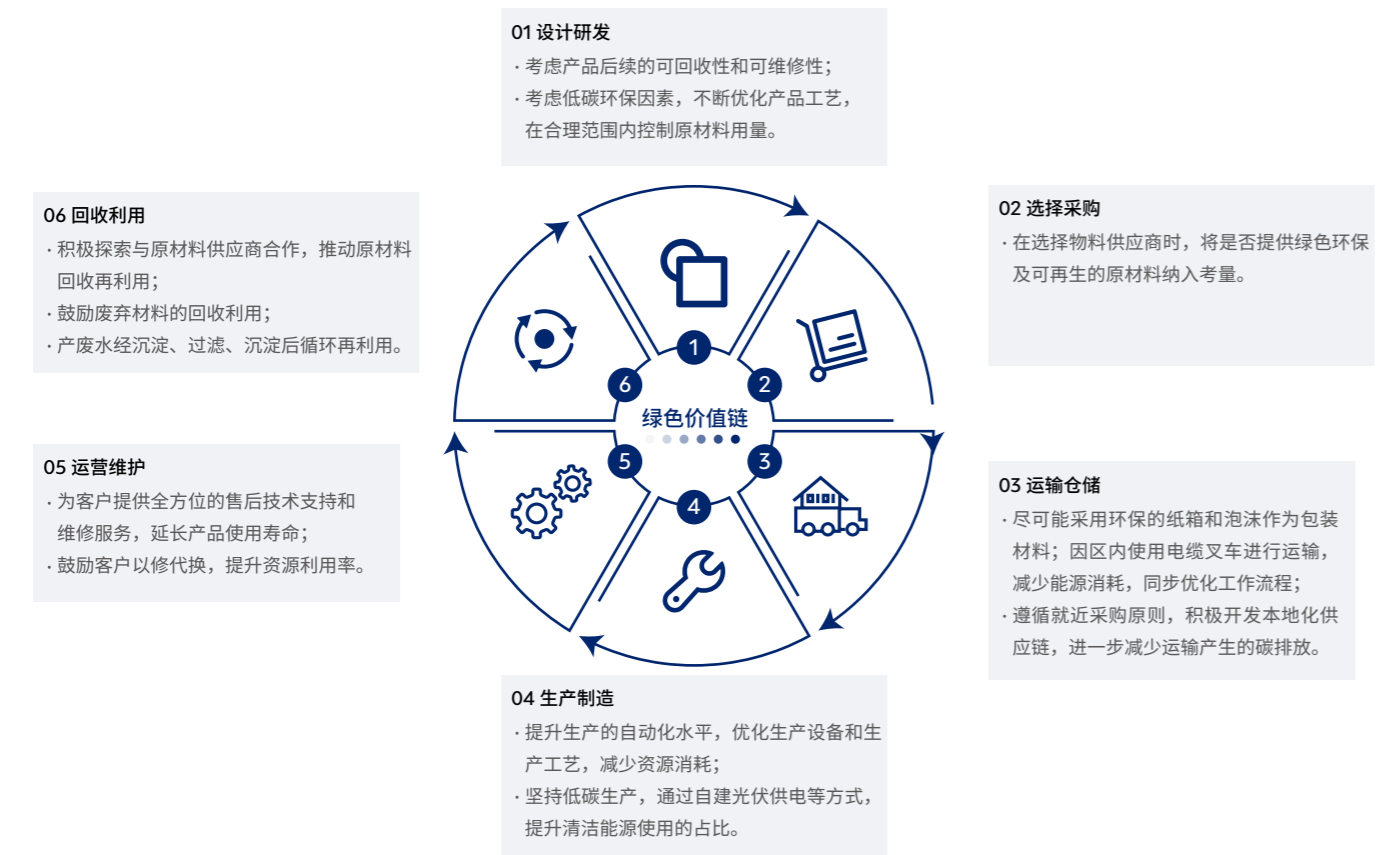 01 设计研发
· 考虑产品后续的可回收性和可维修性；
· 考虑低碳环保因素，不断优化产品工艺，
在合理范围内控制原材料用量。
02 选择采购
· 在选择物料供应商时，将是否提供绿色环保
及可再生的原材料纳入考量。
03 运输仓储
· 尽可能采用环保的纸箱和泡沫作为包装
材料；因区内使用电缆叉车进行运输，
减少能源消耗，同步优化工作流程；
· 遵循就近采购原则，积极开发本地化供
应链，进一步减少运输产生的碳排放。
04 生产制造
· 提升生产的自动化水平，优化生产设备和生
产工艺，减少资源消耗；
· 坚持低碳生产，通过自建光伏供电等方式，
提升清洁能源使用的占比。
05 运营维护
· 为客户提供全方位的售后技术支持和
维修服务，延长产品使用寿命；
· 鼓励客户以修代换，提升资源利用率。
06 回收利用
· 积极探索与原材料供应商合作，推动原材料
回收再利用；
· 鼓励废弃材料的回收利用；
· 产废水经沉淀、过滤、沉淀后循环再利用。
绿色价值链
1
2
3
4
5
6